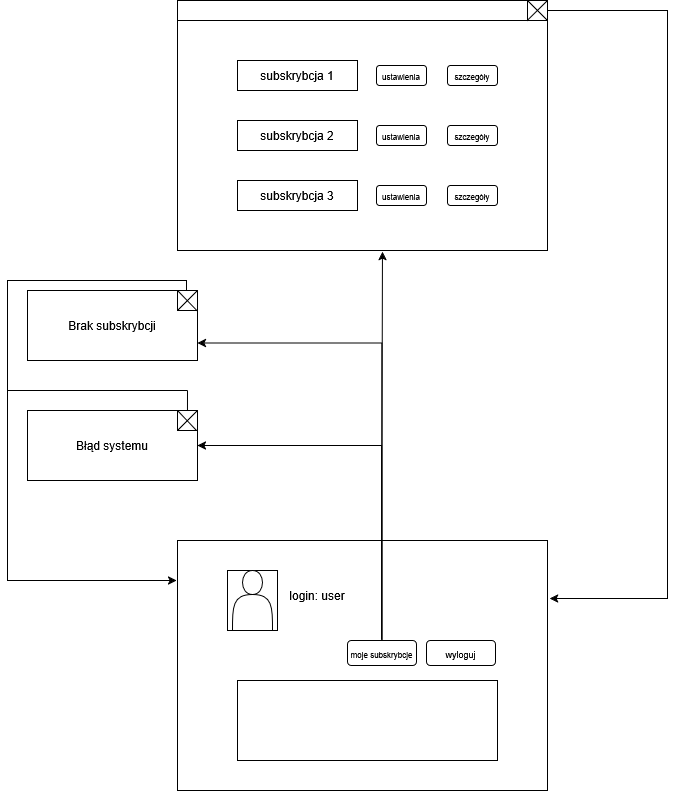 subskrybcja 1
ustawienia
szczegóły
subskrybcja 2
ustawienia
szczegóły
subskrybcja 3
ustawienia
szczegóły
Brak subskrybcji
Błąd systemu
login: user
moje subskrybcje
wyloguj